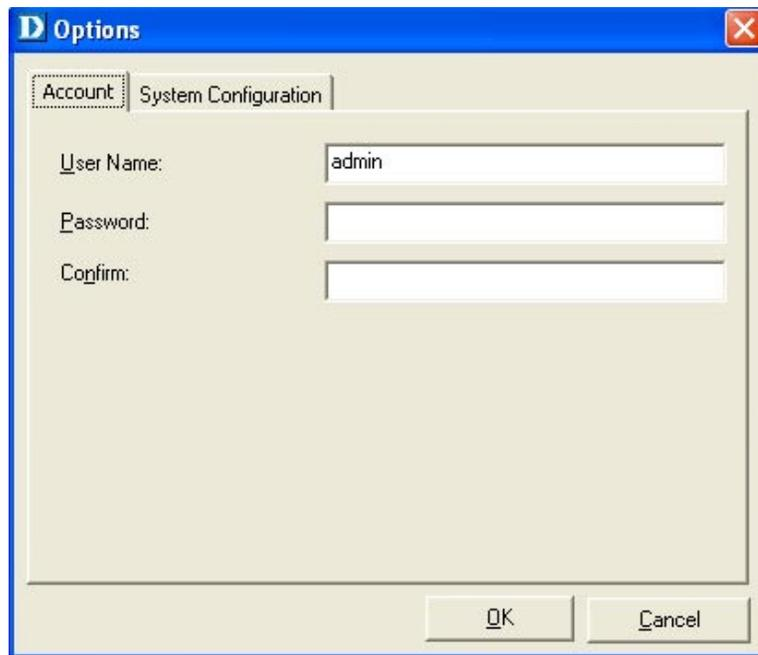 D Options
Account System Configuration
User Name: admin
Password:
Confirm:
OK Cancel